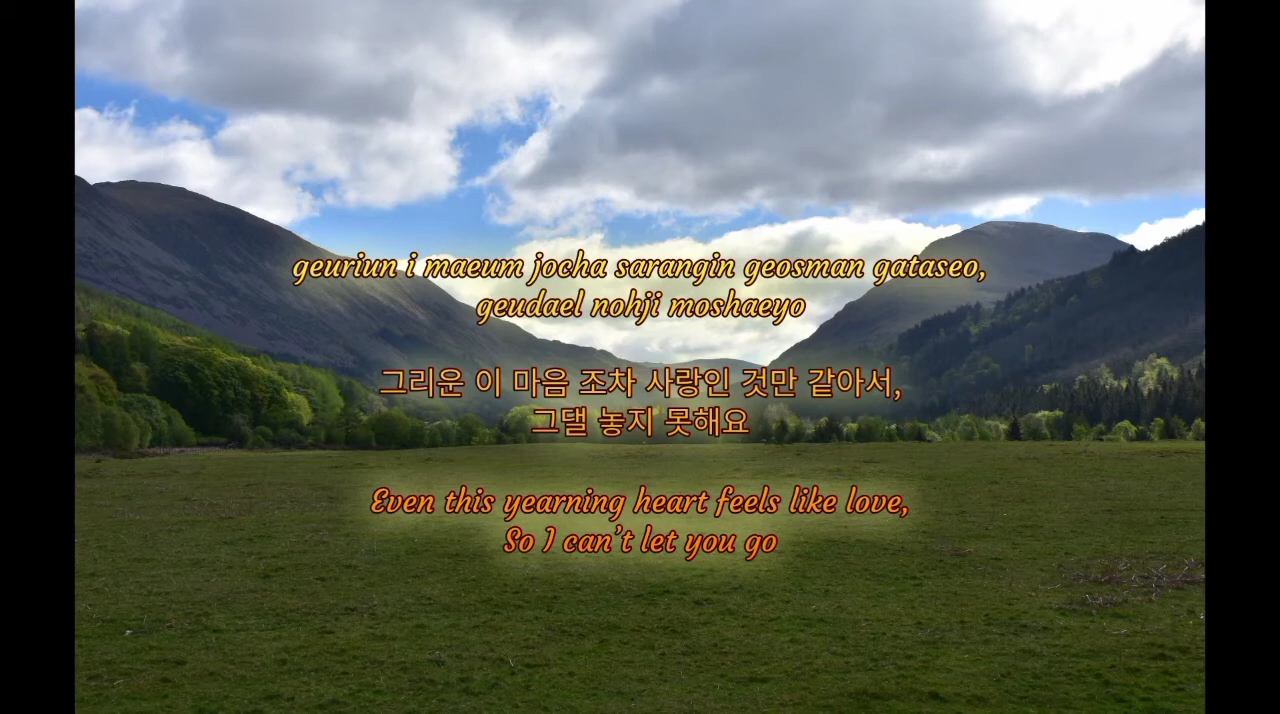 geuriun i maeum jocha sarangin geosman gataseo,
geudael nohji moshaeyo
그리운 이 마음 조차 사랑인 것만 같아서,
그댈 놓지 못해요
Even this yearning heart feels like love,
So I can't let you go